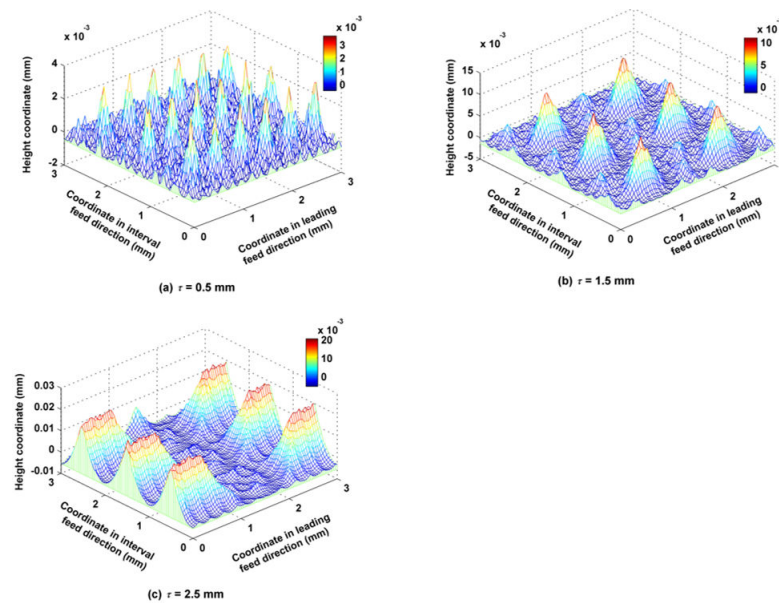 x 10 -3
x 10 -3
3
2
1
0
4
2
0
-2
Height coordinate (mm)
3
2
1
0
0
1
2
3
Coordinate in interval
feed direction (mm)
Coordinate in leading
feed direction (mm)
(a) τ = 0.5 mm
x 10 -3
x 10-
10
5
0
15
10
5
0
-5
Height coordinate (mm)
3
2
1
0
0
1
2
Coordinate in interval
feed direction (mm)
Coordinate in leading
feed direction (mm)
(b) τ = 1.5 mm
x 10 -3
20
10
0
0.03
0.02
0.01
0
-0.01
Height coordinate (mm)
3
2
1
0
0
1
2
3
Coordinate in interval
feed direction (mm)
Coordinate in leading
feed direction (mm)
(c) τ = 2.5 mm